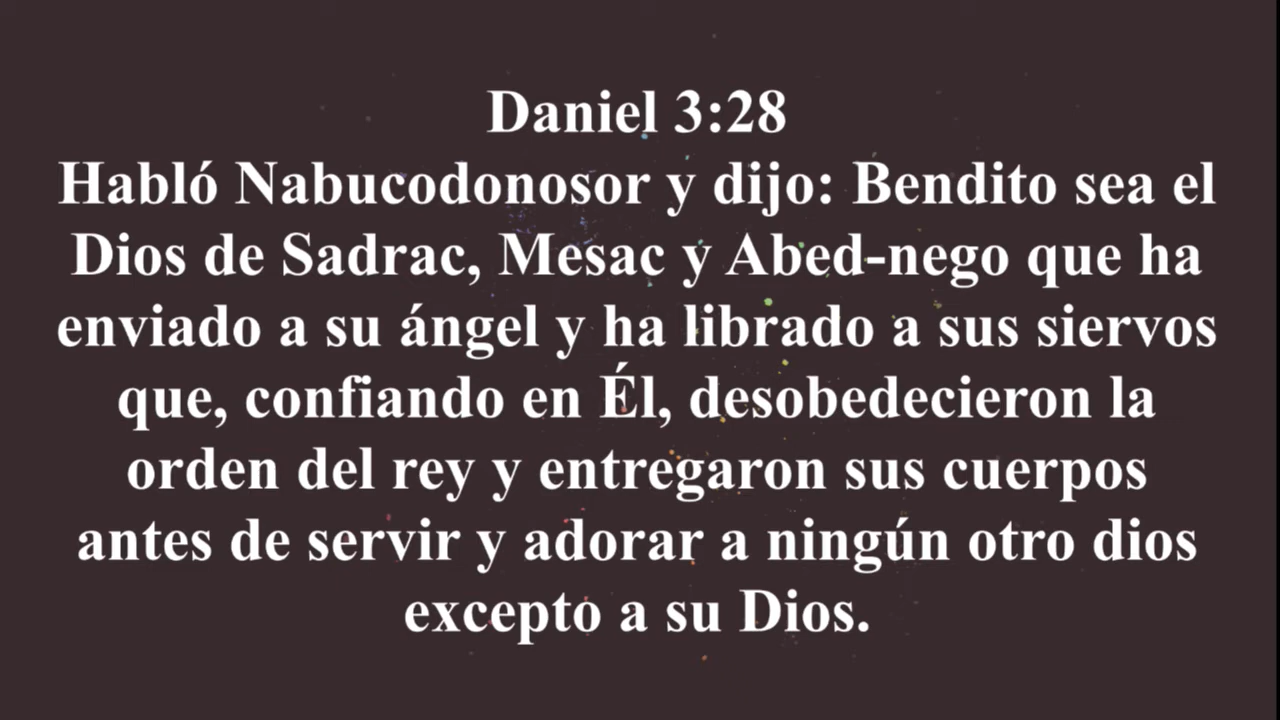 Daniel 3:28
Habló Nabucodonosor y dijo: Bendito sea el
Dios de Sadrac, Mesac y Abed-nego que ha
enviado a su ángel y ha librado a sus siervos
que, confiando en Él, desobedecieron la
orden del rey y entregaron sus cuerpos
antes de servir y adorar a ningún otro dios
excepto a su Dios.